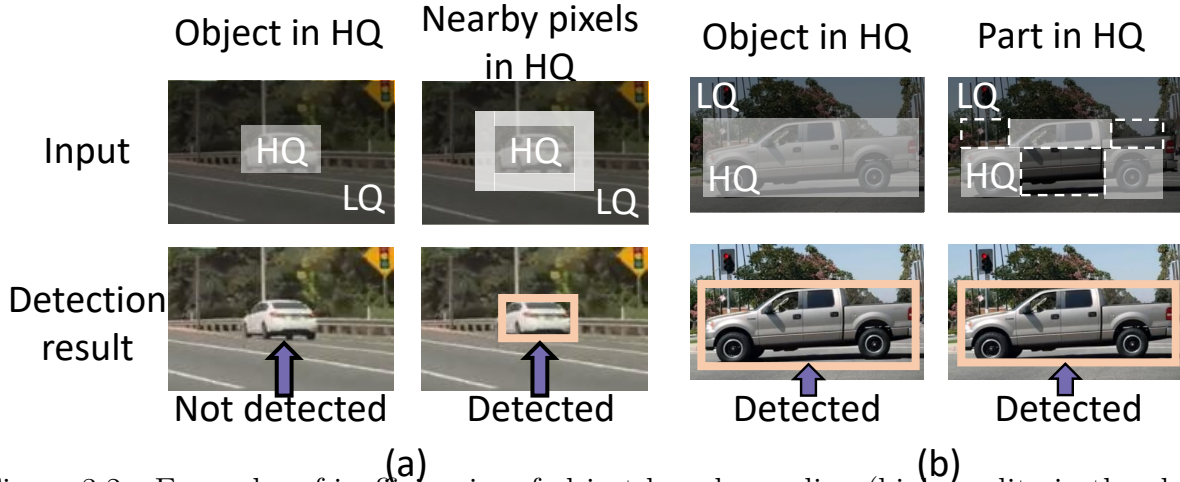 Object in HQ
Nearby pixels
in HQ
Object in HQ
Part in HQ
Input
HQ
LQ
HQ
LQ
LQ
HQ
LQ
HQ
Detection
result
Not detected
Detected
Detected
Detected
(a)
(b)